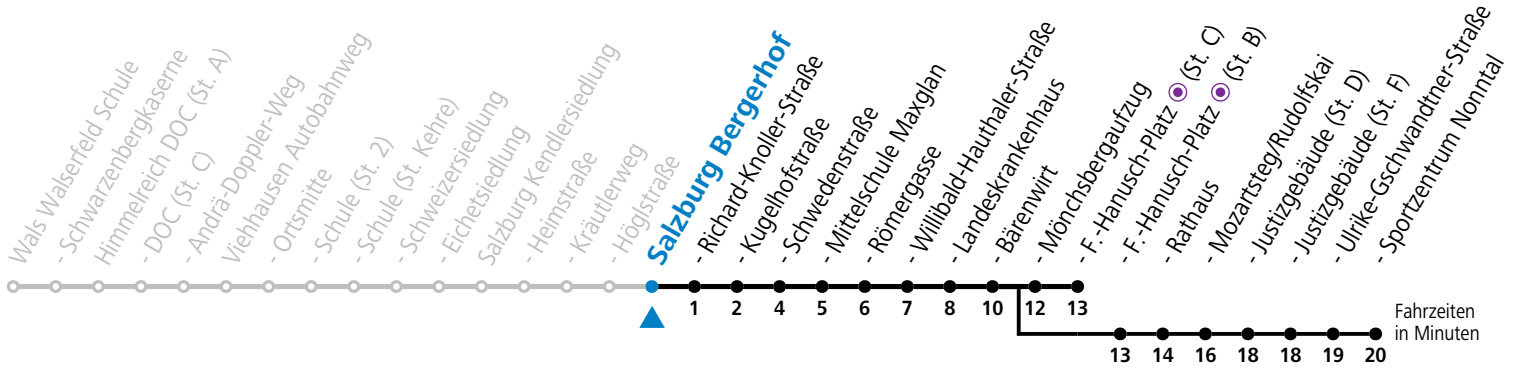 Wals Walserfeld Schule
- Schwarzenbergkaserne
Himmelreich DOC (St. A)
- DOC (St. C)
- Andrä-Doppler-Weg
Viehhausen Autobahnweg
- Ortsmitte
- Schule (St. 2)
- Schule (St. Kehre)
- Schweizersiedlung
- Eichetsiedlung
Salzburg Kendlersiedlung
- Heimstraße
- Kräutlerweg
- Höglstraße
Salzburg Bergerhof
- Richard-Knoller-Straße
- Kugelhofstraße
- Schwedenstraße
- Mittelschule Maxglan
- Römergasse
- Willibald-Hauthaler-Straße
- Landeskrankenhaus
- Bärenwirt
- Mönchsbergaufzug
- F.-Hanusch-Platz (St. C)
- F.-Hanusch-Platz (St. B)
- Rathaus
- Mozartsteg/Rudolfskai
- Justizgebäude (St. D)
- Justizgebäude (St. F)
- Ulrike-Gschwandtner-Straße
- Sportzentrum Nonntal
1 2 4 5 6 7 8 10 12 13
13 14 16 18 18 19 20
Fahrzeiten
in Minuten